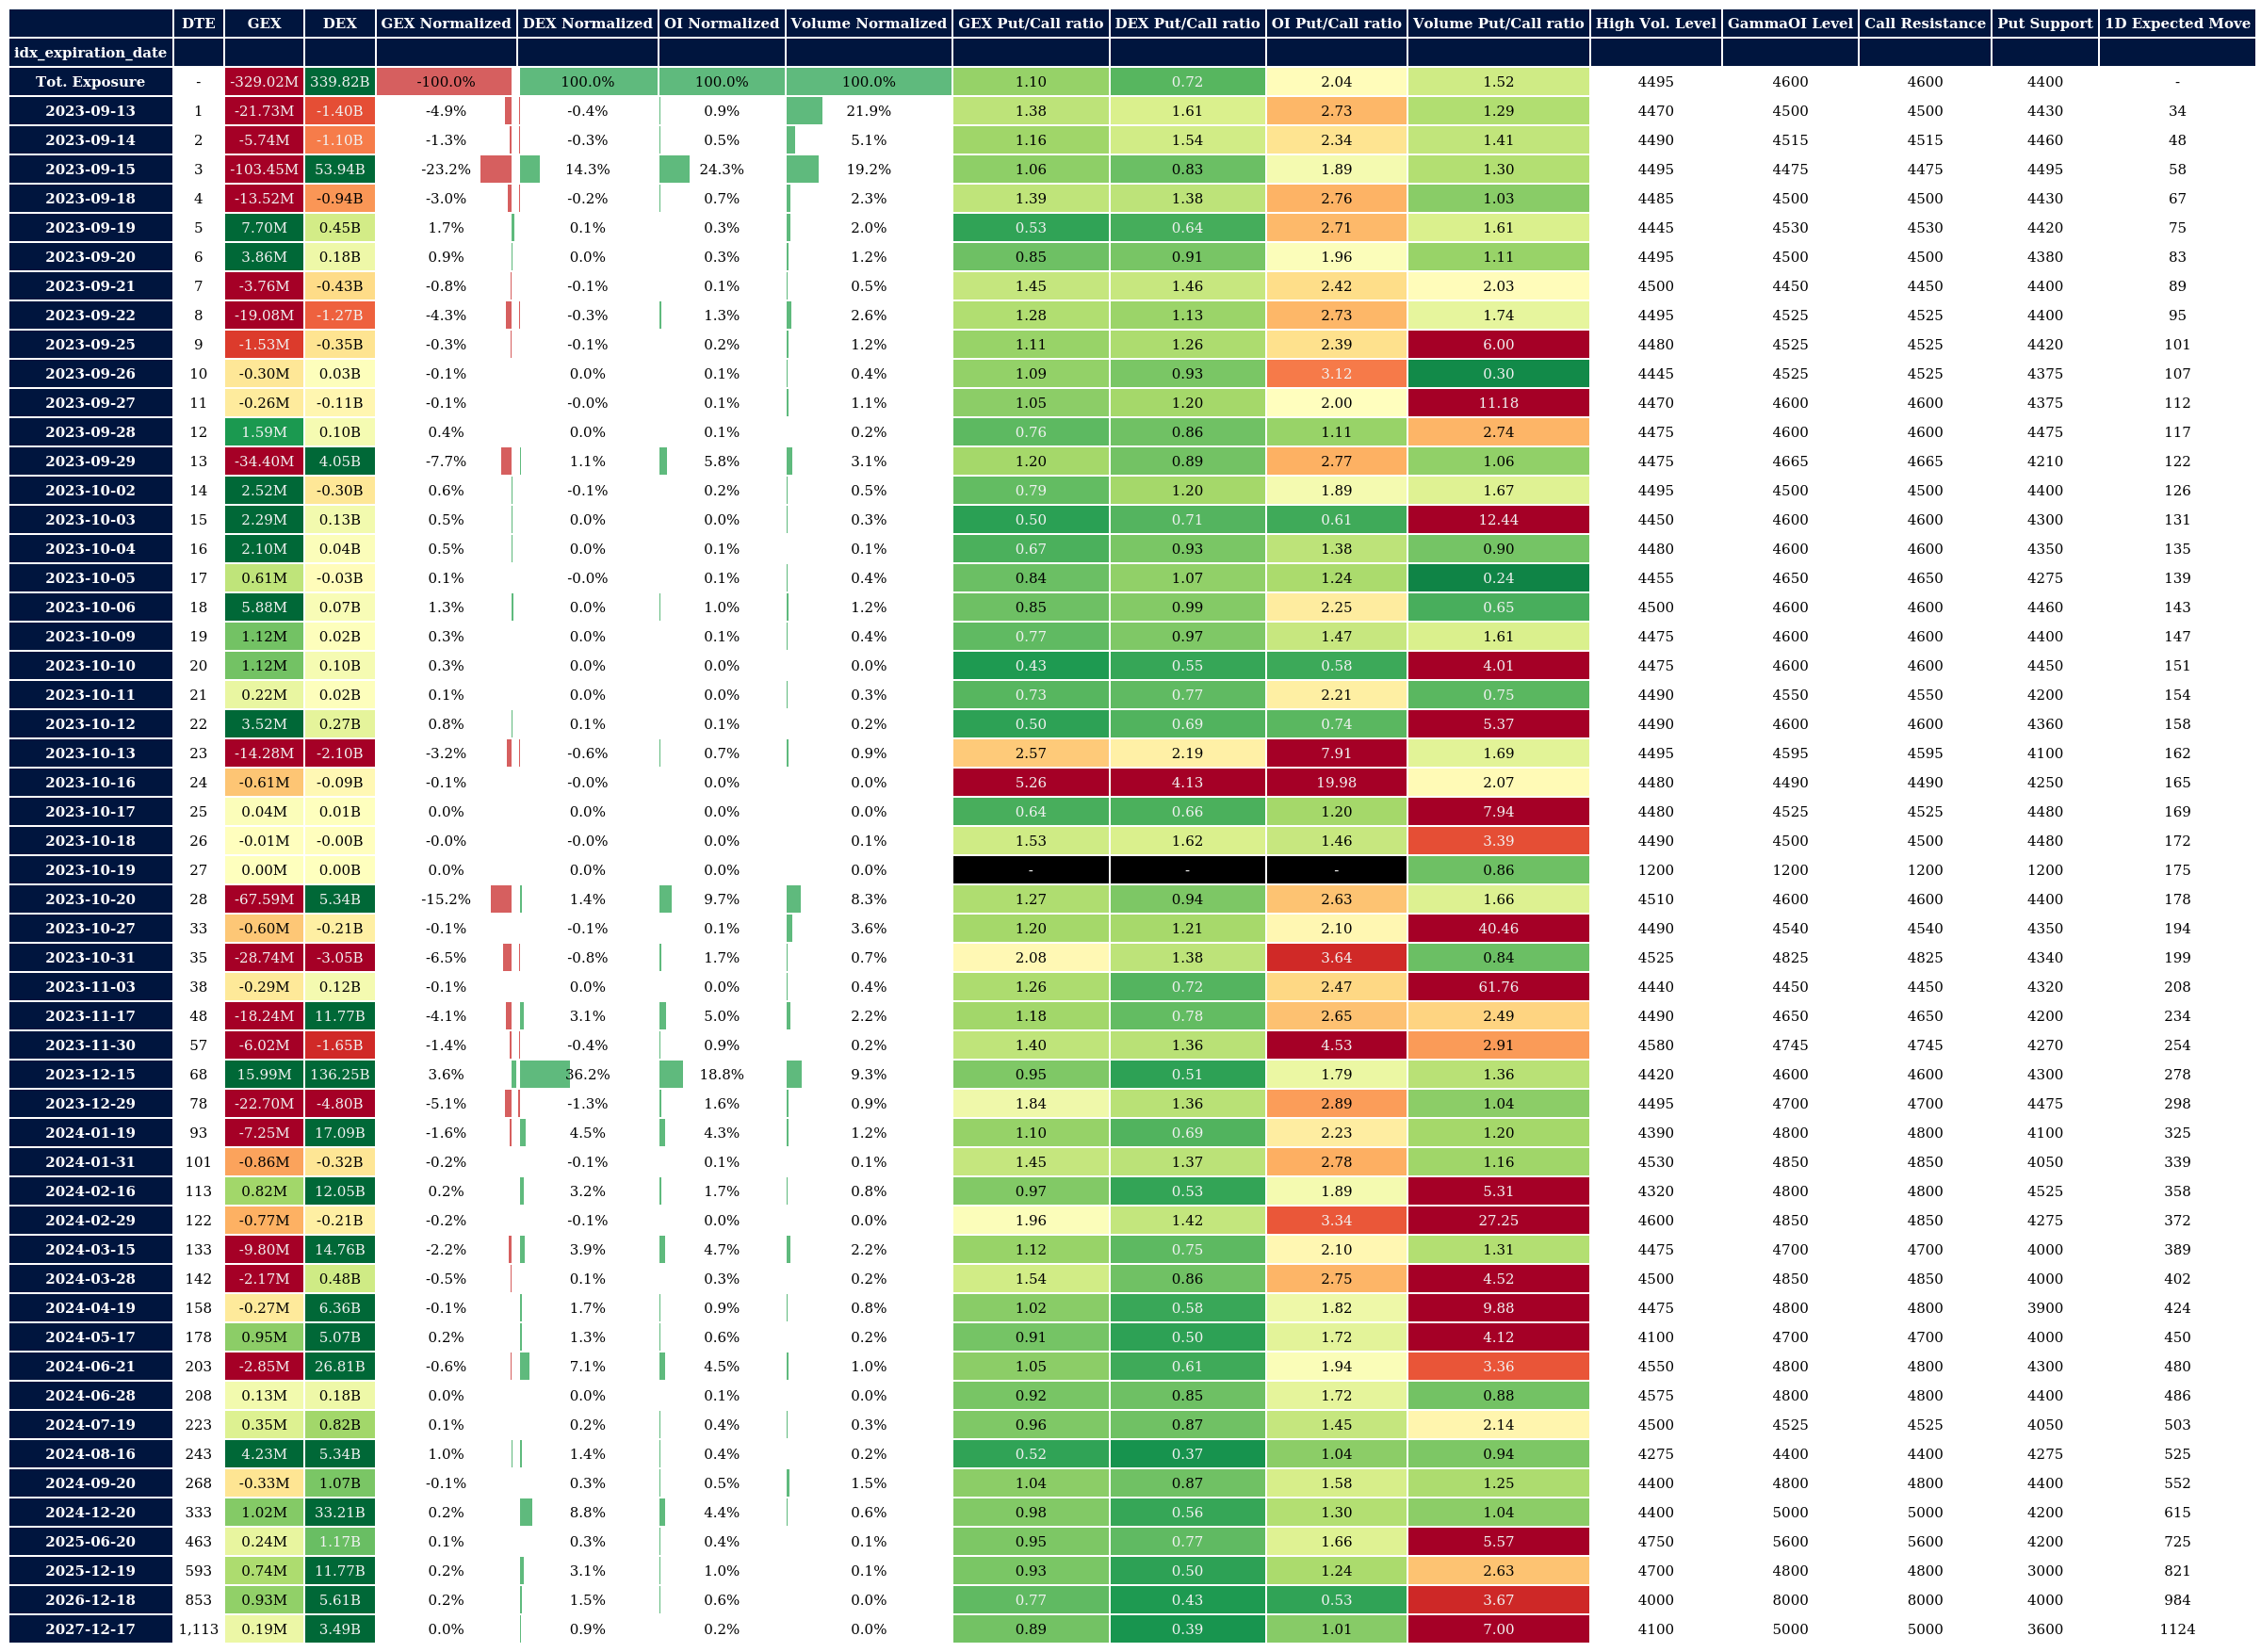 DTE GEX DEX GEX Normalized DEX Normalized OI Normalized Volume Normalized GEX Put/Call ratio DEX Put/Call ratio OI Put/Call ratio Volume Put/Call ratio High Vol. Level GammaOI Level Call Resistance Put Support 1D Expected Move
idx_expiration_date
Tot. Exposure - -329.02M 339.82B -100.0% 100.0% 100.0% 100.0% 1.10 0.72 2.04 1.52 4495 4600 4600 4400 -
2023-09-13 1 -21.73M -1.40B -4.9% -0.4% 0.9% 21.9% 1.38 1.61 2.73 1.29 4470 4500 4500 4430 34
2023-09-14 2 -5.74M -1.10B -1.3% -0.3% 0.5% 5.1% 1.16 1.54 2.34 1.41 4490 4515 4515 4460 48
2023-09-15 3 -103.45M 53.94B -23.2% 14.3% 24.3% 19.2% 1.06 0.83 1.89 1.30 4495 4475 4475 4495 58
2023-09-18 4 -13.52M -0.94B -3.0% -0.2% 0.7% 2.3% 1.39 1.38 2.76 1.03 4485 4500 4500 4430 67
2023-09-19 5 7.70M 0.45B 1.7% 0.1% 0.3% 2.0% 0.53 0.64 2.71 1.61 4445 4530 4530 4420 75
2023-09-20 6 3.86M 0.18B 0.9% 0.0% 0.3% 1.2% 0.85 0.91 1.96 1.11 4495 4500 4500 4380 83
2023-09-21 7 -3.76M -0.43B -0.8% -0.1% 0.1% 0.5% 1.45 1.46 2.42 2.03 4500 4450 4450 4400 89
2023-09-22 8 -19.08M -1.27B -4.3% -0.3% 1.3% 2.6% 1.28 1.13 2.73 1.74 4495 4525 4525 4400 95
2023-09-25 9 -1.53M -0.35B -0.3% -0.1% 0.2% 1.2% 1.11 1.26 2.39 6.00 4480 4525 4525 4420 101
2023-09-26 10 -0.30M 0.03B -0.1% 0.0% 0.1% 0.4% 1.09 0.93 3.12 0.30 4445 4525 4525 4375 107
2023-09-27 11 -0.26M -0.11B -0.1% -0.0% 0.1% 1.1% 1.05 1.20 2.00 11.18 4470 4600 4600 4375 112
2023-09-28 12 1.59M 0.10B 0.4% 0.0% 0.1% 0.2% 0.76 0.86 1.11 2.74 4475 4600 4600 4475 117
2023-09-29 13 -34.40M 4.05B -7.7% 1.1% 5.8% 3.1% 1.20 0.89 2.77 1.06 4475 4665 4665 4210 122
2023-10-02 14 2.52M -0.30B 0.6% -0.1% 0.2% 0.5% 0.79 1.20 1.89 1.67 4495 4500 4500 4400 126
2023-10-03 15 2.29M 0.13B 0.5% 0.0% 0.0% 0.3% 0.50 0.71 0.61 12.44 4450 4600 4600 4300 131
2023-10-04 16 2.10M 0.04B 0.5% 0.0% 0.1% 0.1% 0.67 0.93 1.38 0.90 4480 4600 4600 4350 135
2023-10-05 17 0.61M -0.03B 0.1% -0.0% 0.1% 0.4% 0.84 1.07 1.24 0.24 4455 4650 4650 4275 139
2023-10-06 18 5.88M 0.07B 1.3% 0.0% 1.0% 1.2% 0.85 0.99 2.25 0.65 4500 4600 4600 4460 143
2023-10-09 19 1.12M 0.02B 0.3% 0.0% 0.1% 0.4% 0.77 0.97 1.47 1.61 4475 4600 4600 4400 147
2023-10-10 20 1.12M 0.10B 0.3% 0.0% 0.0% 0.0% 0.43 0.55 0.58 4.01 4475 4600 4600 4450 151
2023-10-11 21 0.22M 0.02B 0.1% 0.0% 0.0% 0.3% 0.73 0.77 2.21 0.75 4490 4550 4550 4200 154
2023-10-12 22 3.52M 0.27B 0.8% 0.1% 0.1% 0.2% 0.50 0.69 0.74 5.37 4490 4600 4600 4360 158
2023-10-13 23 -14.28M -2.10B -3.2% -0.6% 0.7% 0.9% 2.57 2.19 7.91 1.69 4495 4595 4595 4100 162
2023-10-16 24 -0.61M -0.09B -0.1% -0.0% 0.0% 0.0% 5.26 4.13 19.98 2.07 4480 4490 4490 4250 165
2023-10-17 25 0.04M 0.01B 0.0% 0.0% 0.0% 0.0% 0.64 0.66 1.20 7.94 4480 4525 4525 4480 169
2023-10-18 26 -0.01M -0.00B -0.0% -0.0% 0.0% 0.1% 1.53 1.62 1.46 3.39 4490 4500 4500 4480 172
2023-10-19 27 0.00M 0.00B 0.0% 0.0% 0.0% 0.0% - - - 0.86 1200 1200 1200 1200 175
2023-10-20 28 -67.59M 5.34B -15.2% 1.4% 9.7% 8.3% 1.27 0.94 2.63 1.66 4510 4600 4600 4400 178
2023-10-27 33 -0.60M -0.21B -0.1% -0.1% 0.1% 3.6% 1.20 1.21 2.10 40.46 4490 4540 4540 4350 194
2023-10-31 35 -28.74M -3.05B -6.5% -0.8% 1.7% 0.7% 2.08 1.38 3.64 0.84 4525 4825 4825 4340 199
2023-11-03 38 -0.29M 0.12B -0.1% 0.0% 0.0% 0.4% 1.26 0.72 2.47 61.76 4440 4450 4450 4320 208
2023-11-17 48 -18.24M 11.77B -4.1% 3.1% 5.0% 2.2% 1.18 0.78 2.65 2.49 4490 4650 4650 4200 234
2023-11-30 57 -6.02M -1.65B -1.4% -0.4% 0.9% 0.2% 1.40 1.36 4.53 2.91 4580 4745 4745 4270 254
2023-12-15 68 15.99M 136.25B 3.6% 36.2% 18.8% 9.3% 0.95 0.51 1.79 1.36 4420 4600 4600 4300 278
2023-12-29 78 -22.70M -4.80B -5.1% -1.3% 1.6% 0.9% 1.84 1.36 2.89 1.04 4495 4700 4700 4475 298
2024-01-19 93 -7.25M 17.09B -1.6% 4.5% 4.3% 1.2% 1.10 0.69 2.23 1.20 4390 4800 4800 4100 325
2024-01-31 101 -0.86M -0.32B -0.2% -0.1% 0.1% 0.1% 1.45 1.37 2.78 1.16 4530 4850 4850 4050 339
2024-02-16 113 0.82M 12.05B 0.2% 3.2% 1.7% 0.8% 0.97 0.53 1.89 5.31 4320 4800 4800 4525 358
2024-02-29 122 -0.77M -0.21B -0.2% -0.1% 0.0% 0.0% 1.96 1.42 3.34 27.25 4600 4850 4850 4275 372
2024-03-15 133 -9.80M 14.76B -2.2% 3.9% 4.7% 2.2% 1.12 0.75 2.10 1.31 4475 4700 4700 4000 389
2024-03-28 142 -2.17M 0.48B -0.5% 0.1% 0.3% 0.2% 1.54 0.86 2.75 4.52 4500 4850 4850 4000 402
2024-04-19 158 -0.27M 6.36B -0.1% 1.7% 0.9% 0.8% 1.02 0.58 1.82 9.88 4475 4800 4800 3900 424
2024-05-17 178 0.95M 5.07B 0.2% 1.3% 0.6% 0.2% 0.91 0.50 1.72 4.12 4100 4700 4700 4000 450
2024-06-21 203 -2.85M 26.81B -0.6% 7.1% 4.5% 1.0% 1.05 0.61 1.94 3.36 4550 4800 4800 4300 480
2024-06-28 208 0.13M 0.18B 0.0% 0.0% 0.1% 0.0% 0.92 0.85 1.72 0.88 4575 4800 4800 4400 486
2024-07-19 223 0.35M 0.82B 0.1% 0.2% 0.4% 0.3% 0.96 0.87 1.45 2.14 4500 4525 4525 4050 503
2024-08-16 243 4.23M 5.34B 1.0% 1.4% 0.4% 0.2% 0.52 0.37 1.04 0.94 4275 4400 4400 4275 525
2024-09-20 268 -0.33M 1.07B -0.1% 0.3% 0.5% 1.5% 1.04 0.87 1.58 1.25 4400 4800 4800 4400 552
2024-12-20 333 1.02M 33.21B 0.2% 8.8% 4.4% 0.6% 0.98 0.56 1.30 1.04 4400 5000 5000 4200 615
2025-06-20 463 0.24M 1.17B 0.1% 0.3% 0.4% 0.1% 0.95 0.77 1.66 5.57 4750 5600 5600 4200 725
2025-12-19 593 0.74M 11.77B 0.2% 3.1% 1.0% 0.1% 0.93 0.50 1.24 2.63 4700 4800 4800 3000 821
2026-12-18 853 0.93M 5.61B 0.2% 1.5% 0.6% 0.0% 0.77 0.43 0.53 3.67 4000 8000 8000 4000 984
2027-12-17 1,113 0.19M 3.49B 0.0% 0.9% 0.2% 0.0% 0.89 0.39 1.01 7.00 4100 5000 5000 3600 1124